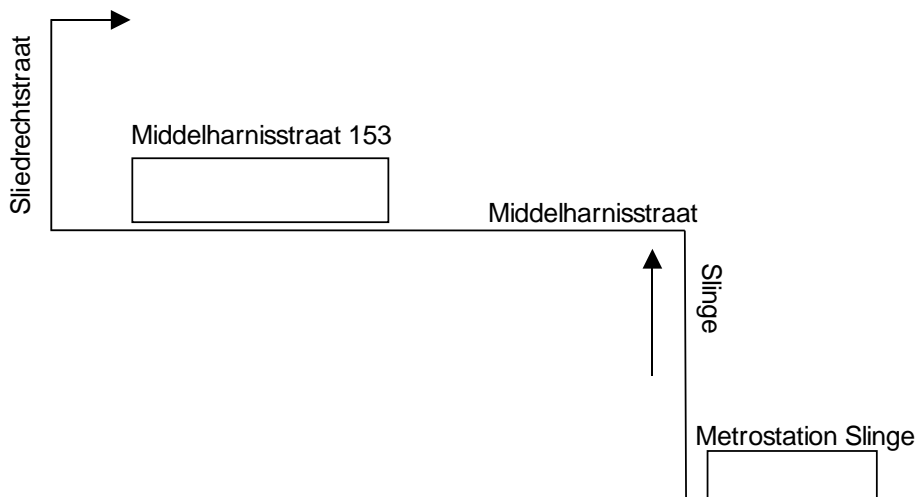 Sliedrechtstraat
Middelharnisstraat 153
Middelharnisstraat
Slinge
Metrostation Slinge